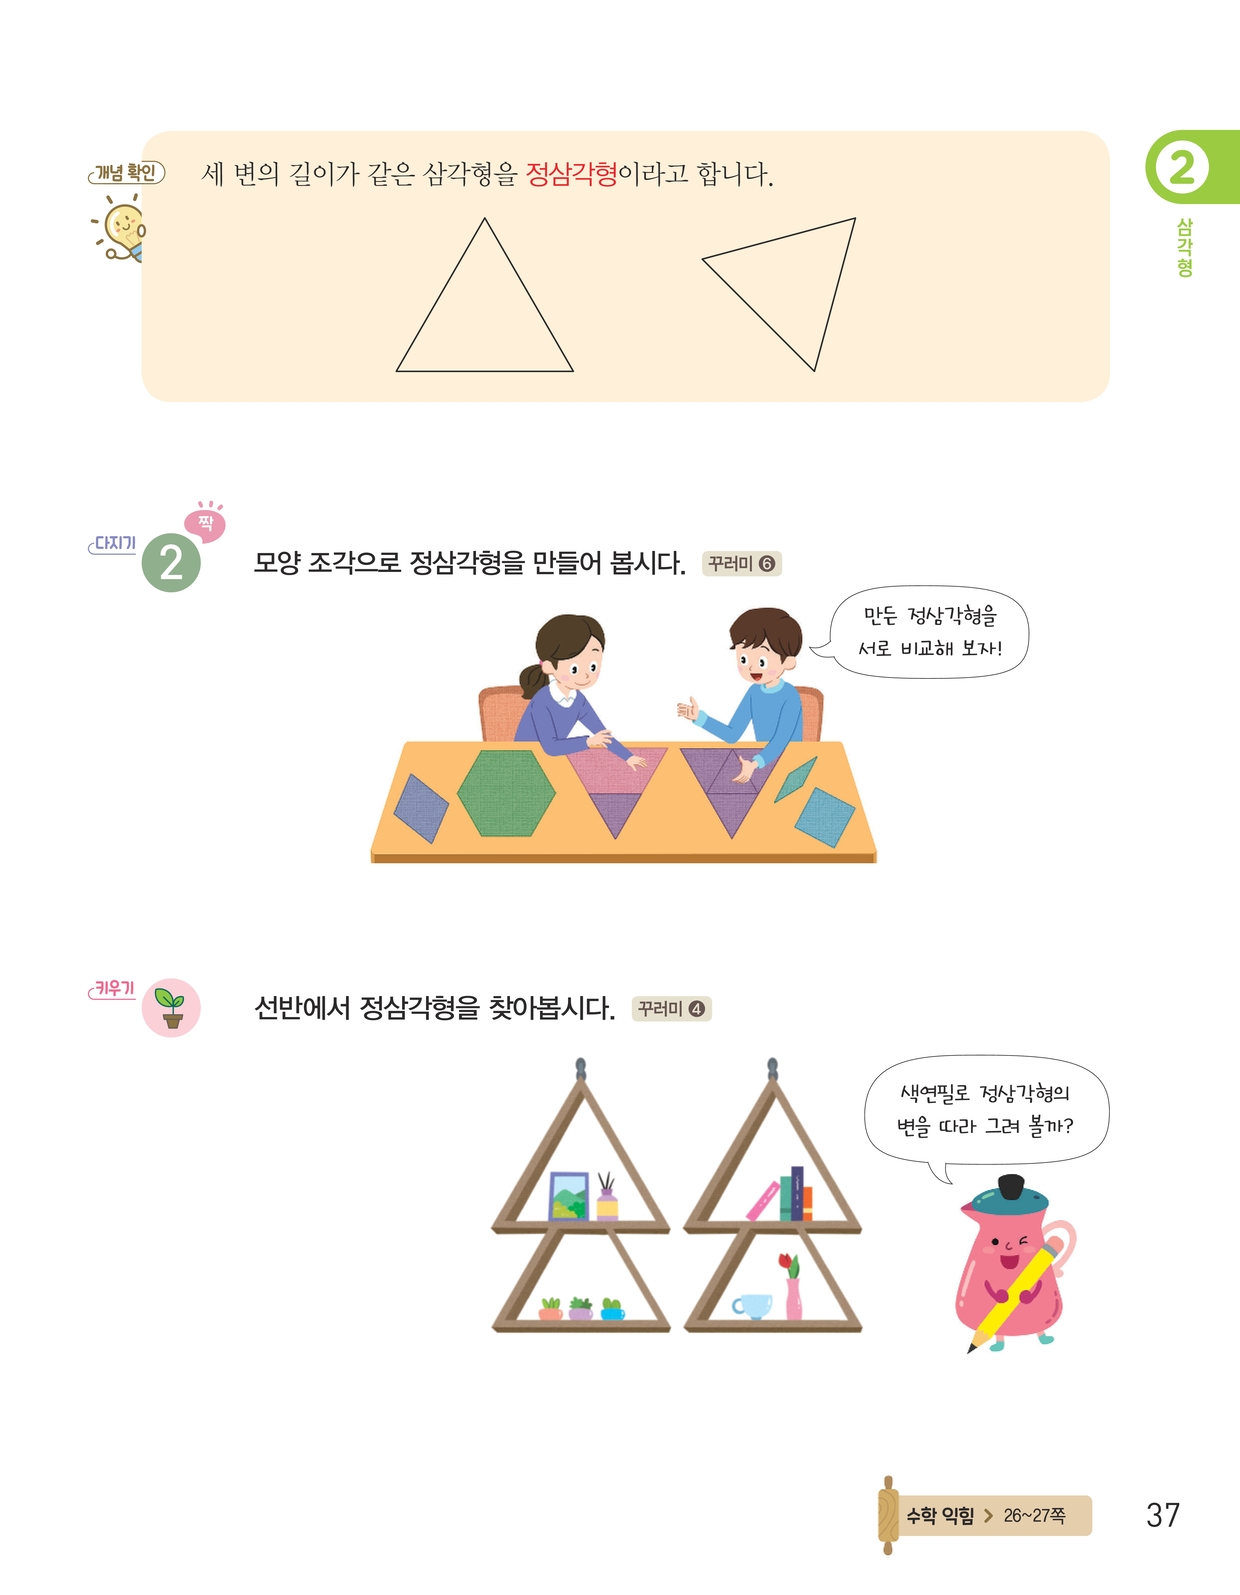 개념 확인
세 변의 길이가 같은 삼각형을 정삼각형이라고 합니다.
2
삼각형
짝
다지기
2
모양 조각으로 정삼각형을 만들어 봅시다. 꾸러미 6
만든 정삼각형을
서로 비교해 보자!
키우기
선반에서 정삼각형을 찾아봅시다. 꾸러미 4
색연필로 정삼각형의
변을 따라 그려 볼까?
수학 익힘 > 26~27쪽
37